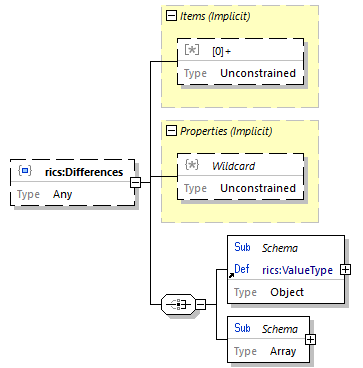 Items (Implicit)
[0]+
Type Unconstrained
Properties (Implicit)
Wildcard
Type Unconstrained
rics:Differences
Type Any
Sub Schema
Def rics:ValueType
Type Object
Sub Schema
Type Array